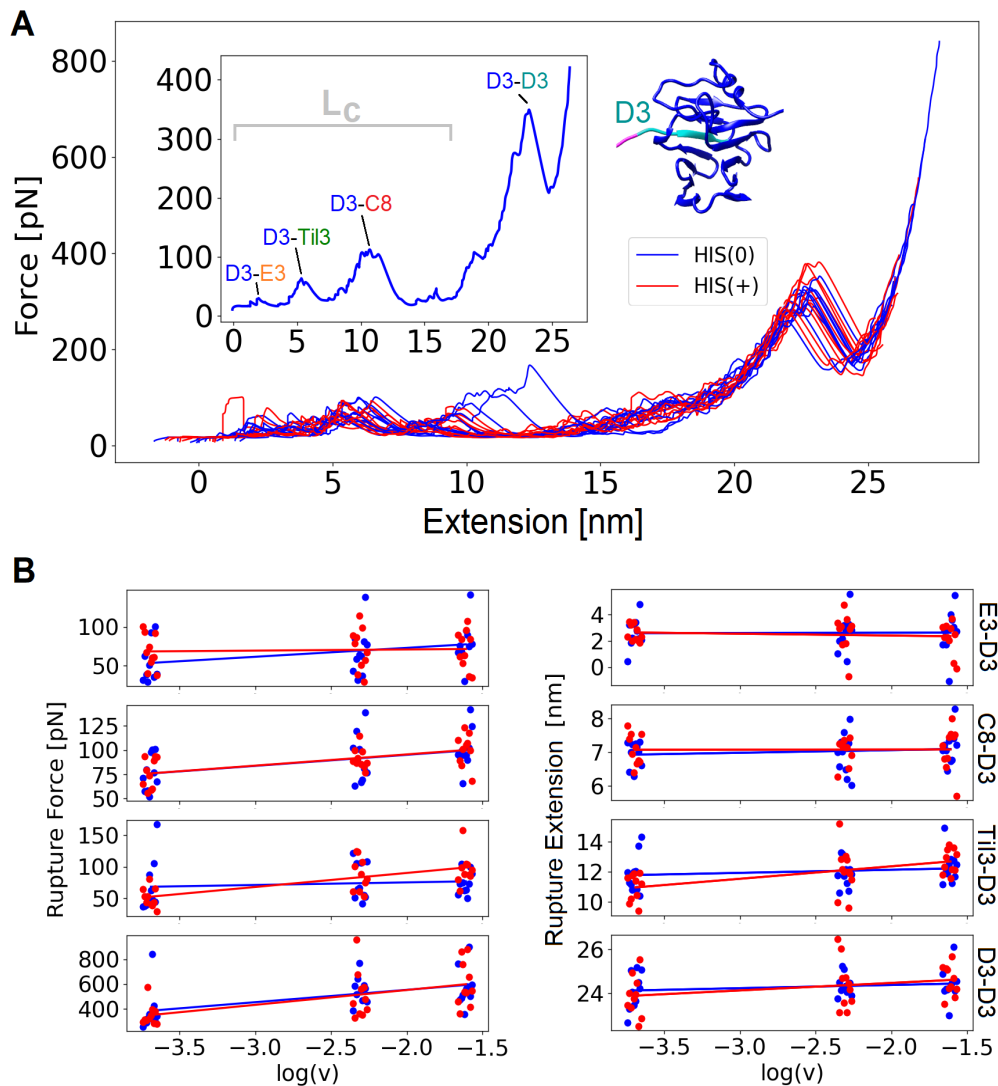 A
800
600
400
200
0
Force [pN]
0 5 10 15 20 25
Extension [nm]
400
300
200
100
0
0 5 10 15 20 25
Lc
D3-E3
D3-Til3
D3-C8
D3-D3
D3
HIS(0)
HIS(+)
B
Rupture Force [pN]
100
50
125
100
75
50
150
100
50
800
600
400
−3.5 −3.0 −2.5 −2.0 −1.5
log(v)
Rupture Extension [nm]
4
2
0
E3-D3
8
7
6
C8-D3
14
12
10
Til3-D3
26
24
D3-D3
−3.5 −3.0 −2.5 −2.0 −1.5
log(v)